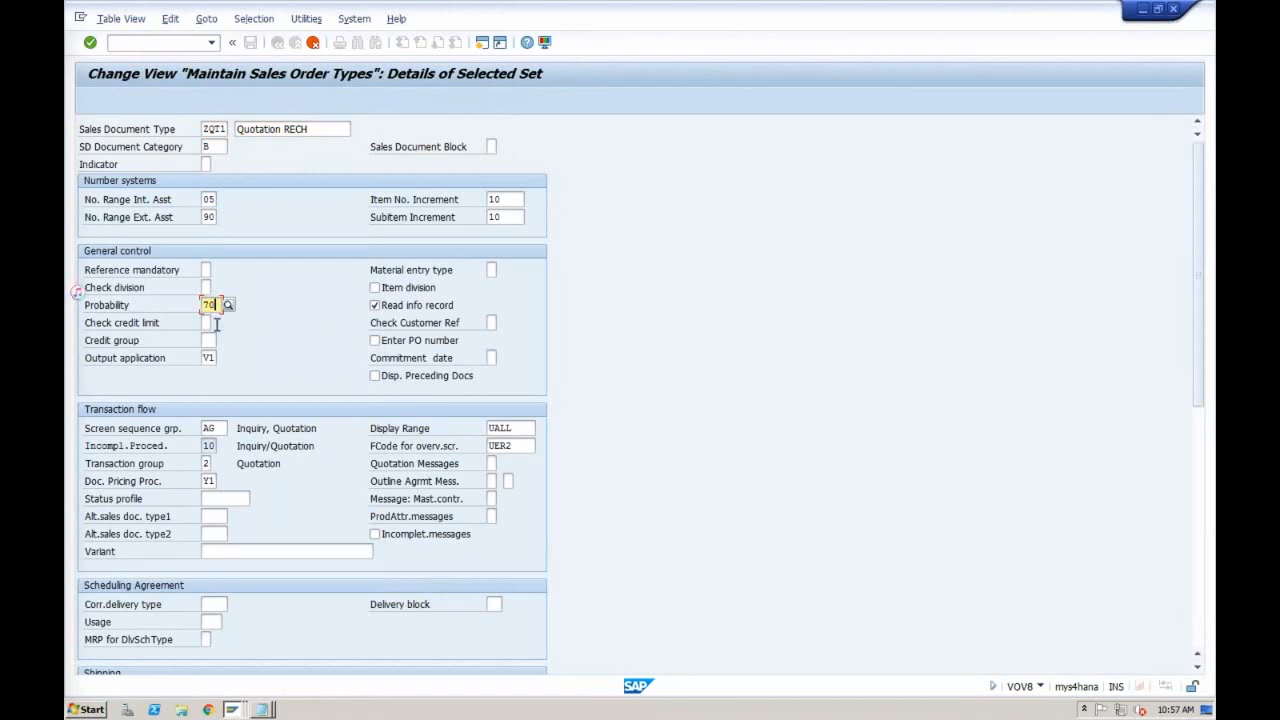 Table View Edit Goto Selection Utilities System Help
Change View "Maintain Sales Order Types": Details of Selected Set
Sales Document Type ZQT1 Quotation RECH
SD Document Category B Sales Document Block
Indicator
Number systems
No. Range Int. Asst 05 Item No. Increment 10
No. Range Ext. Asst 90 Subitem Increment 10
General control
Reference mandatory Material entry type
Check division Item division
Probability 70 Read info record
Check credit limit Check Customer Ref
Credit group Enter PO number
Output application V1 Commitment date
Disp. Preceding Docs
Transaction flow
Screen sequence grp. AG Inquiry, Quotation Display Range UALL
Incompl.Proced. 10 Inquiry/Quotation FCode for overv.scr. UER2
Transaction group 2 Quotation Quotation Messages
Doc. Pricing Proc. Y1 Outline Agrmt Mess.
Status profile Message: Mast.contr.
Alt.sales doc. type1 ProdAttr.messages
Alt.sales doc. type2 Incomplet.messages
Variant
Scheduling Agreement
Corr.delivery type Delivery block
Usage
MRP for DlvSchType
Shipping
SAP VOV8 mys4hana INS
Start 10:57 AM